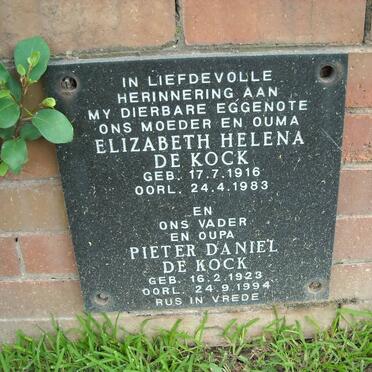 IN LIEFDEVOLLE
HERINNERING AAN
MY DIERBARE EGGENOTE
ONS MOEDER EN OUMA
ELIZABETH HELENA
DE KOCK
GEB. 17.7.1916
OORL. 24.4.1983
EN
ONS VADER
EN OUPA
PIETER DANIEL
DE KOCK
GEB. 16.2.1923
OORL. 24.9.1994
RUS IN VREDE